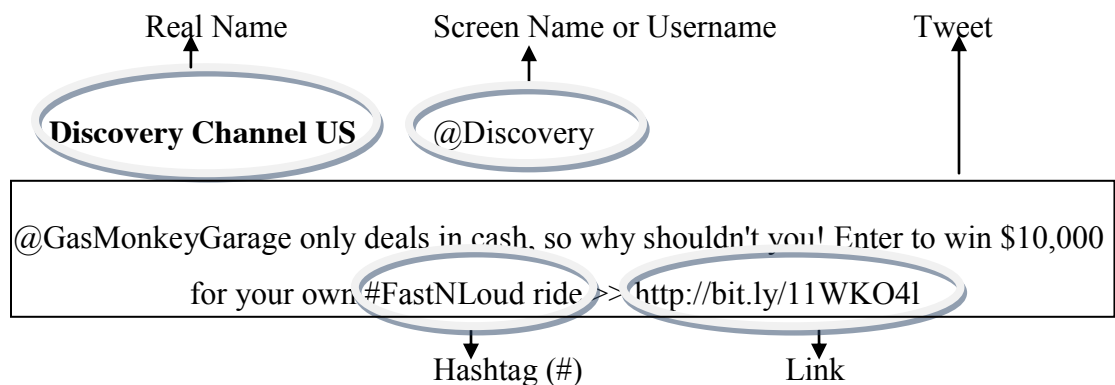 Real Name Screen Name or Username Tweet
Discovery Channel US @Discovery
@GasMonkeyGarage only deals in cash, so why shouldn't you! Enter to win $10,000
for your own #FastNLoud ride >> http://bit.ly/11WKO4l
Hashtag (#) Link